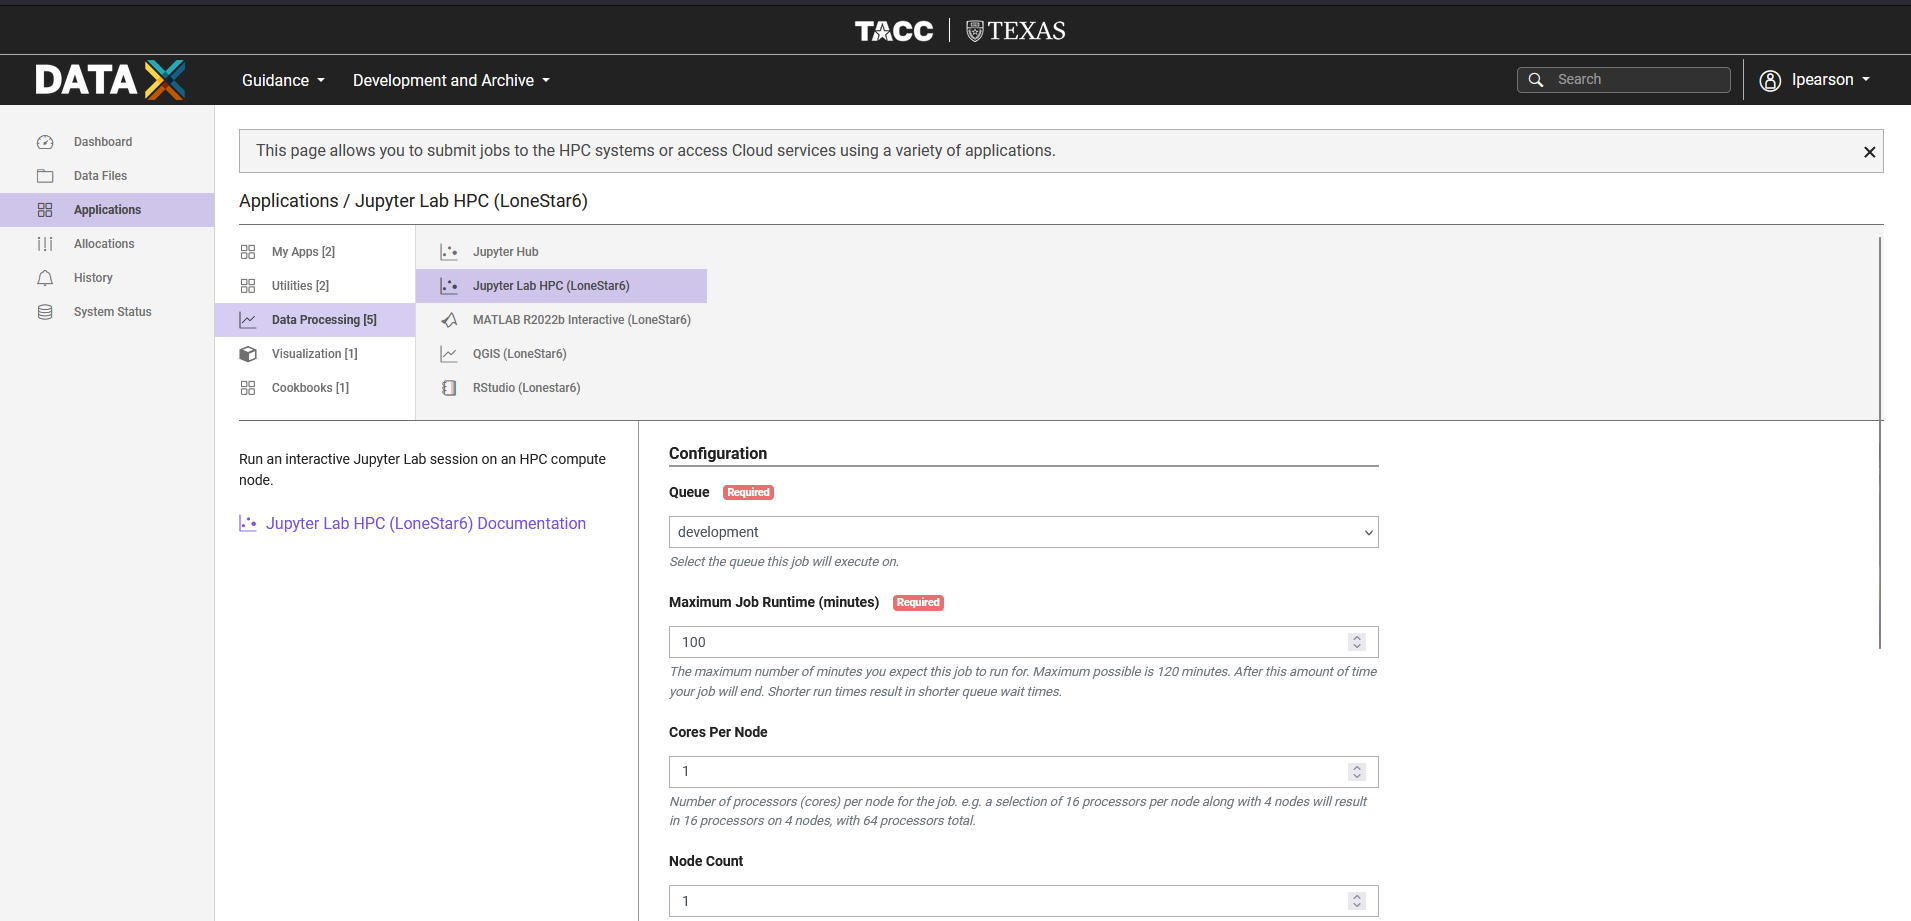 TACC TEXAS
DATAX
Guidance
Development and Archive
Search
lpearson
Dashboard
Data Files
Applications
Allocations
History
System Status
This page allows you to submit jobs to the HPC systems or access Cloud services using a variety of applications.
Applications / Jupyter Lab HPC (LoneStar6)
My Apps [2]
Utilities [2]
Data Processing [5]
Visualization [1]
Cookbooks [1]
Jupyter Hub
Jupyter Lab HPC (LoneStar6)
MATLAB R2022b Interactive (LoneStar6)
QGIS (LoneStar6)
RStudio (Lonestar6)
Run an interactive Jupyter Lab session on an HPC compute
node.
Jupyter Lab HPC (LoneStar6) Documentation
Configuration
Queue Required
development
Select the queue this job will execute on.
Maximum Job Runtime (minutes) Required
100
The maximum number of minutes you expect this job to run for. Maximum possible is 120 minutes. After this amount of time
your job will end. Shorter run times result in shorter queue wait times.
Cores Per Node
1
Number of processors (cores) per node for the job. e.g. a selection of 16 processors per node along with 4 nodes will result
in 16 processors on 4 nodes, with 64 processors total.
Node Count
1